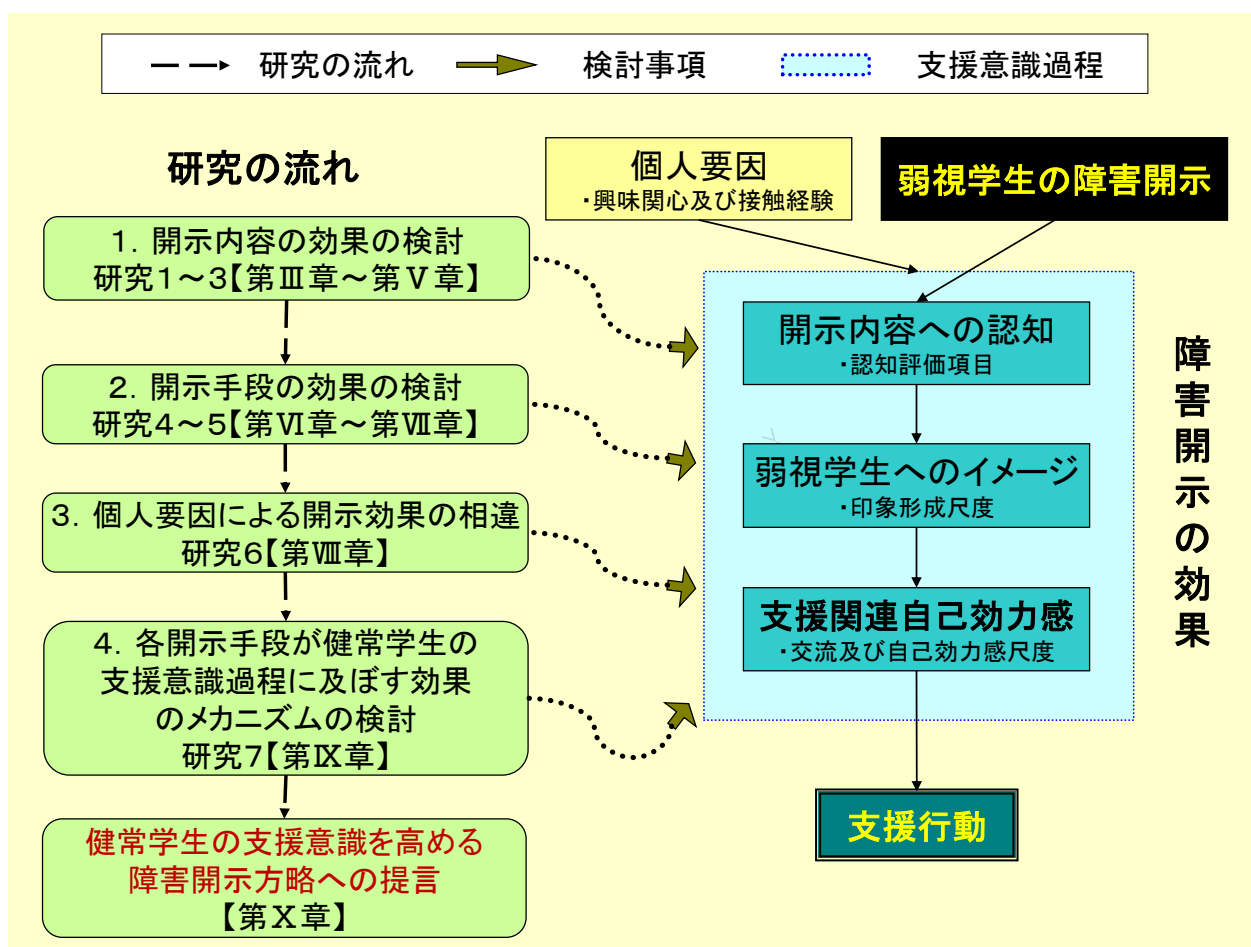 研究の流れ
検討事項
支援意識過程
研究の流れ
1．開示内容の効果の検討
研究1～3【第Ⅲ章～第Ⅴ章】
2．開示手段の効果の検討
研究4～5【第Ⅵ章～第Ⅶ章】
3．個人要因による開示効果の相違
研究6【第Ⅷ章】
4．各開示手段が健常学生の
支援意識過程に及ぼす効果
のメカニズムの検討
研究7【第Ⅸ章】
健常学生の支援意識を高める
障害開示方略への提言
【第Ⅹ章】
個人要因
・興味関心及び接触経験
弱視学生の障害開示
開示内容への認知
・認知評価項目
弱視学生へのイメージ
・印象形成尺度
支援関連自己効力感
・交流及び自己効力感尺度
支援行動
障害開示の効果